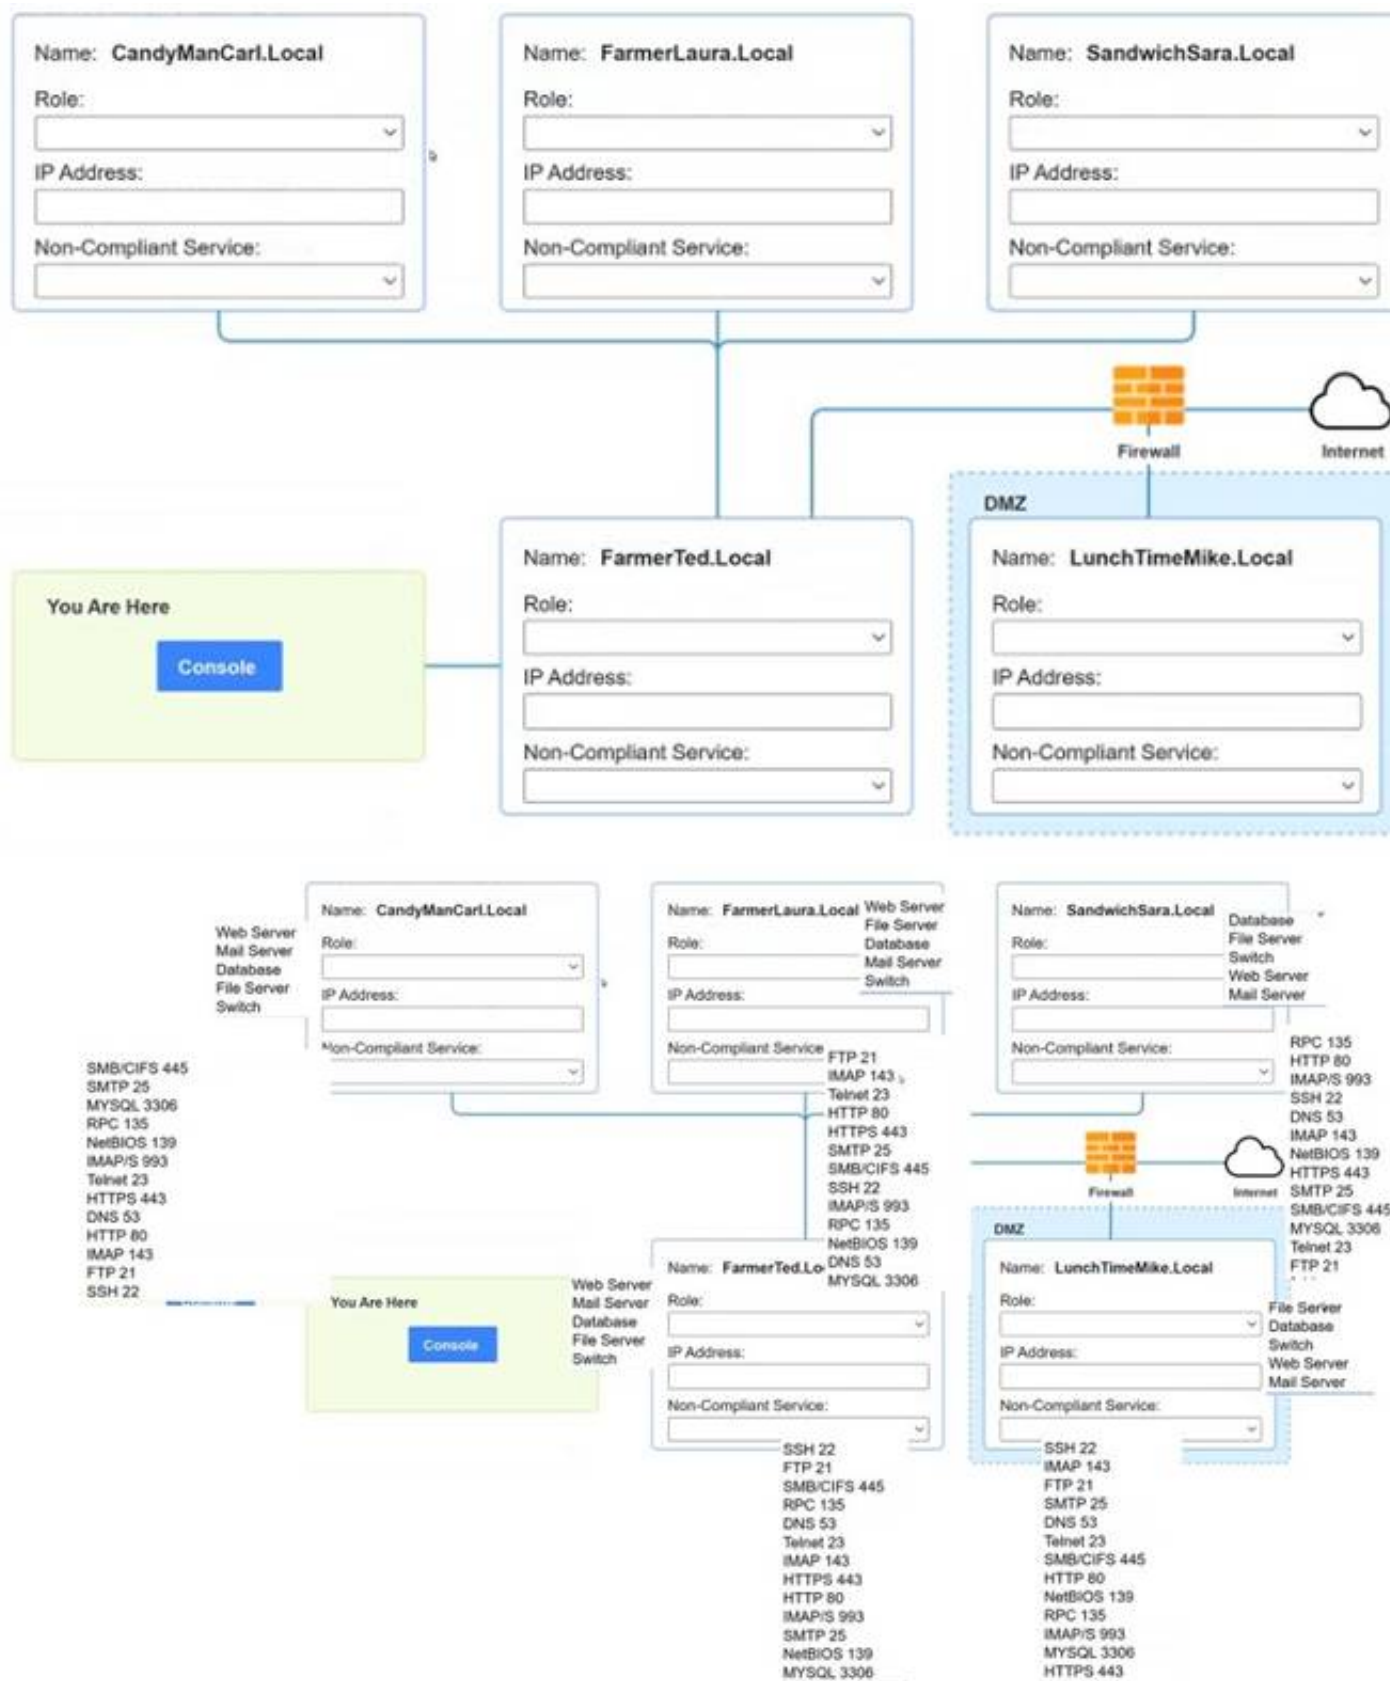 Name: CandyManCarl.Local
Role:
IP Address:
Non-Compliant Service:
Name: FarmerLaura.Local
Role:
IP Address:
Non-Compliant Service:
Name: SandwichSara.Local
Role:
IP Address:
Non-Compliant Service:
Firewall
Internet
You Are Here
Console
Name: FarmerTed.Local
Role:
IP Address:
Non-Compliant Service:
DMZ
Name: LunchTimeMike.Local
Role:
IP Address:
Non-Compliant Service:
Web Server
Mail Server
Database
File Server
Switch
Name: CandyManCarl.Local
Role:
IP Address:
Non-Compliant Service:
SMB/CIFS 445
SMTP 25
MYSQL 3306
RPC 135
NetBIOS 139
IMAP/S 993
Telnet 23
HTTPS 443
DNS 53
HTTP 80
IMAP 143
FTP 21
SSH 22
Name: FarmerLaura.Local
Role:
IP Address:
Non-Compliant Service
Web Server
File Server
Database
Mail Server
Switch
FTP 21
IMAP 143
Telnet 23
HTTP 80
HTTPS 443
SMTP 25
SMB/CIFS 445
SSH 22
IMAP/S 993
RPC 135
NetBIOS 139
DNS 53
MYSQL 3306
Name: SandwichSara.Local
Role:
IP Address:
Non-Compliant Service:
Database
File Server
Switch
Web Server
Mail Server
RPC 135
HTTP 80
IMAP/S 993
SSH 22
DNS 53
IMAP 143
NetBIOS 139
HTTPS 443
SMTP 25
SMB/CIFS 445
MYSQL 3306
Telnet 23
FTP 21
Firewall
Internet
You Are Here
Console
Web Server
Mail Server
Database
File Server
Switch
Name: FarmerTed.Lo
Role:
IP Address:
Non-Compliant Service:
SSH 22
FTP 21
SMB/CIFS 445
RPC 135
DNS 53
Telnet 23
IMAP 143
HTTPS 443
HTTP 80
IMAP/S 993
SMTP 25
NetBIOS 139
MYSQL 3306
DMZ
Name: LunchTimeMike.Local
Role:
IP Address:
Non-Compliant Service:
File Server
Database
Switch
Web Server
Mail Server
SSH 22
IMAP 143
FTP 21
SMTP 25
DNS 53
Telnet 23
SMB/CIFS 445
HTTP 80
NetBIOS 139
RPC 135
IMAP/S 993
MYSQL 3306
HTTPS 443